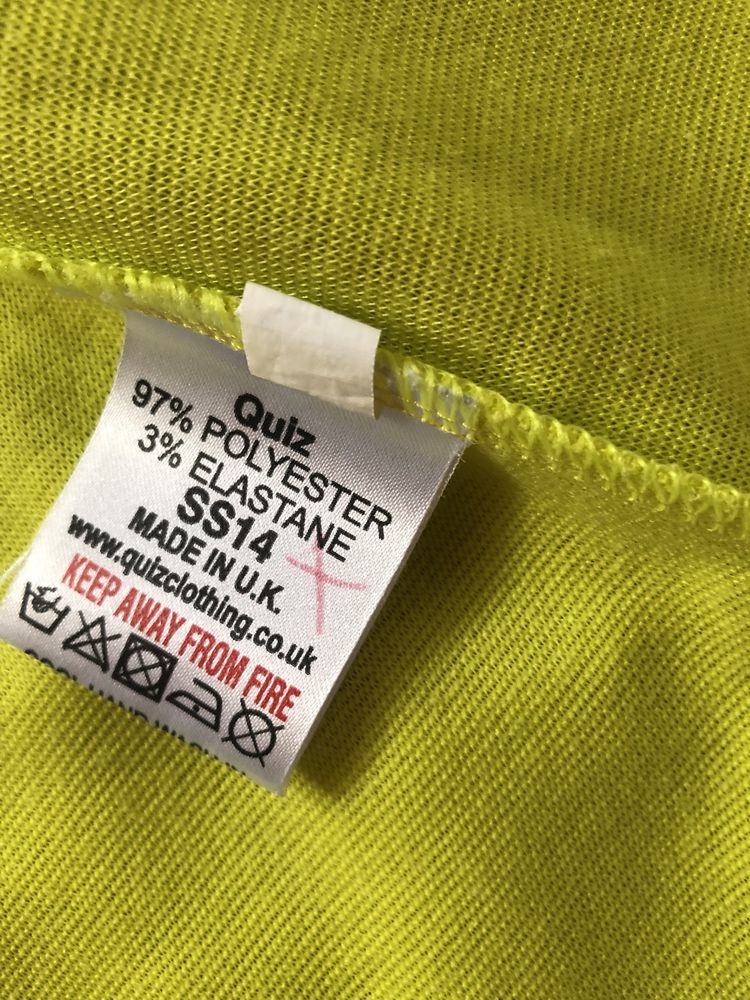 Quiz
97% POLYESTER
3% ELASTANE
SS14
MADE IN U.K.
www.quizclothing.co.uk
KEEP AWAY FROM FIRE